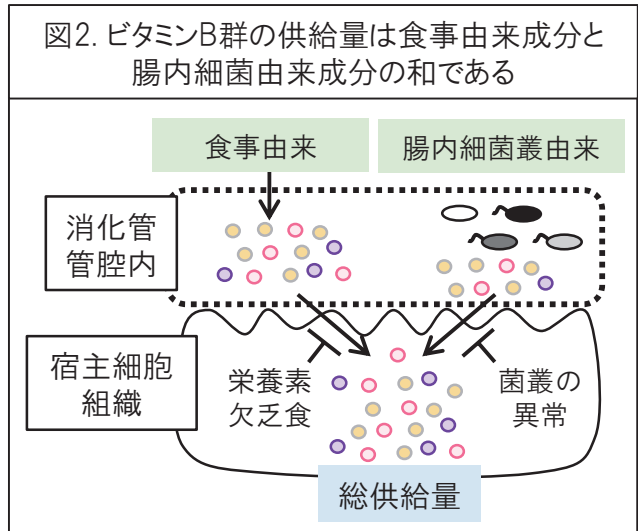 図2. ビタミンB群の供給量は食事由来成分と
腸内細菌由来成分の和である
食事由来
腸内細菌叢由来
消化管
管腔内
宿主細胞
組織
栄養素
欠乏食
菌叢の
異常
総供給量